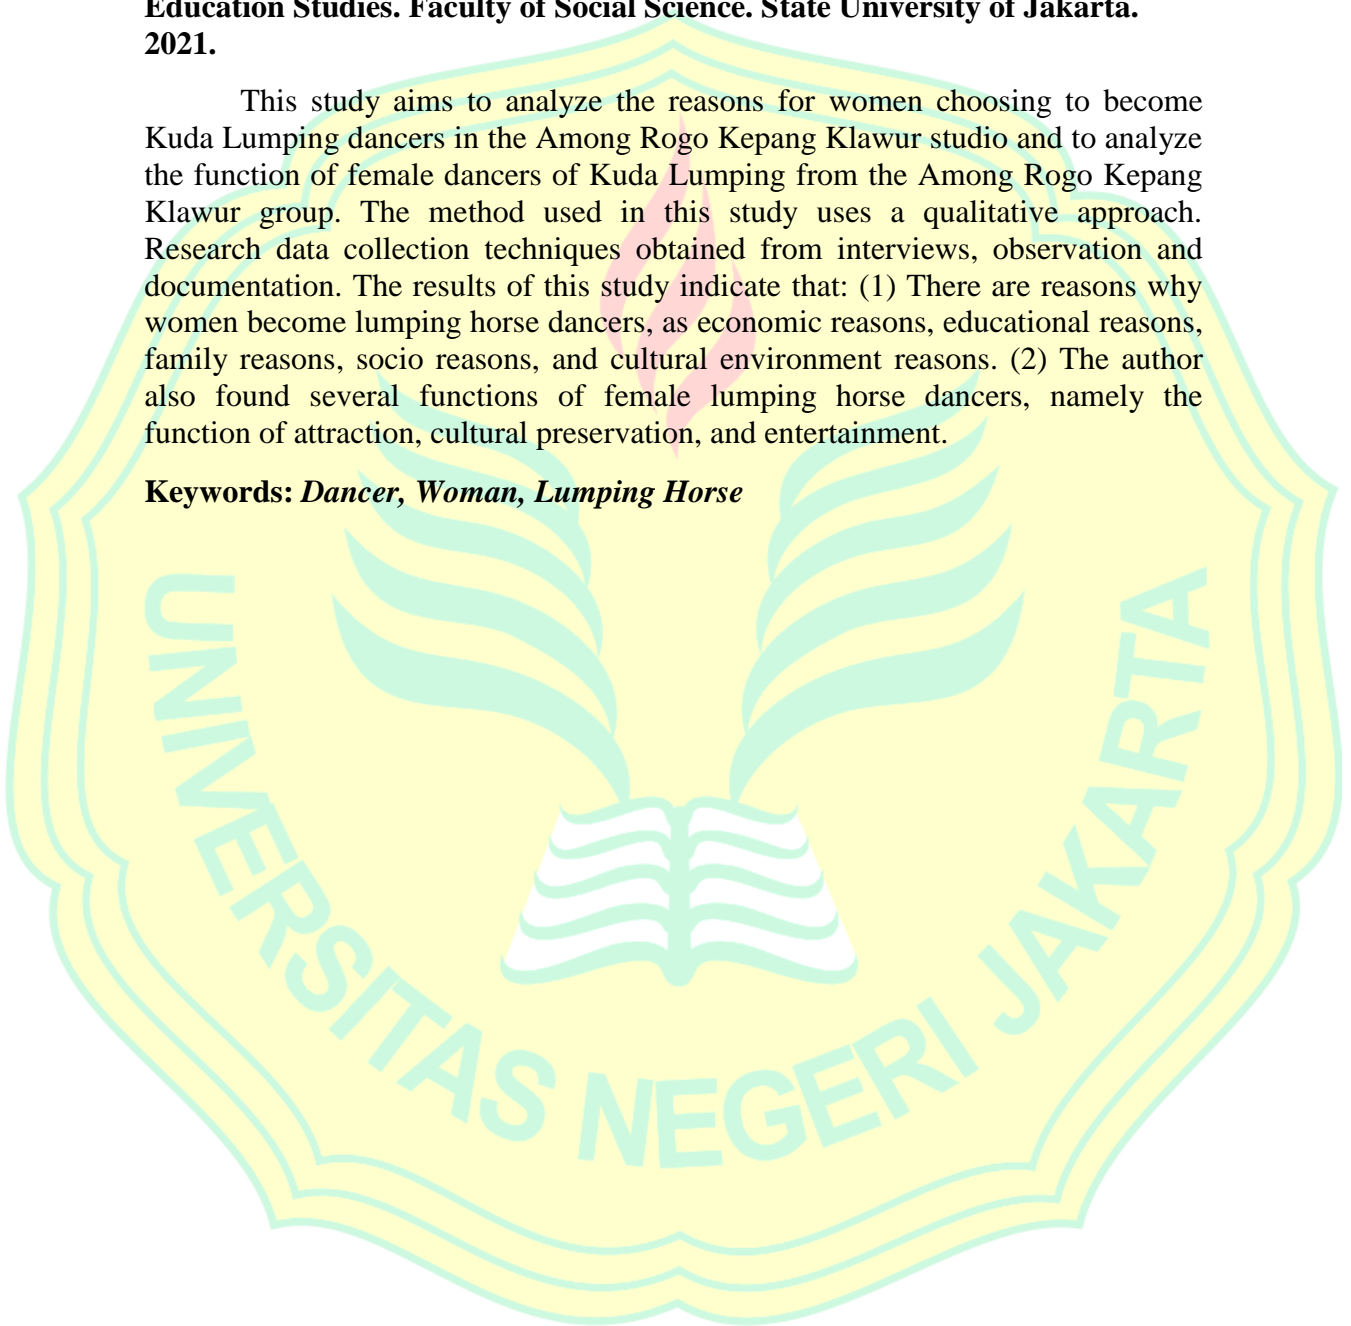 Education Studies. Faculty of Social Science. State University of Jakarta.
2021.
This study aims to analyze the reasons for women choosing to become
Kuda Lumping dancers in the Among Rogo Kepang Klawur studio and to analyze
the function of female dancers of Kuda Lumping from the Among Rogo Kepang
Klawur group. The method used in this study uses a qualitative approach.
Research data collection techniques obtained from interviews, observation and
documentation. The results of this study indicate that: (1) There are reasons why
women become lumping horse dancers, as economic reasons, educational reasons,
family reasons, socio reasons, and cultural environment reasons. (2) The author
also found several functions of female lumping horse dancers, namely the
function of attraction, cultural preservation, and entertainment.
Keywords: Dancer, Woman, Lumping Horse
UNIVERSITAS NEGERI JAKARTA